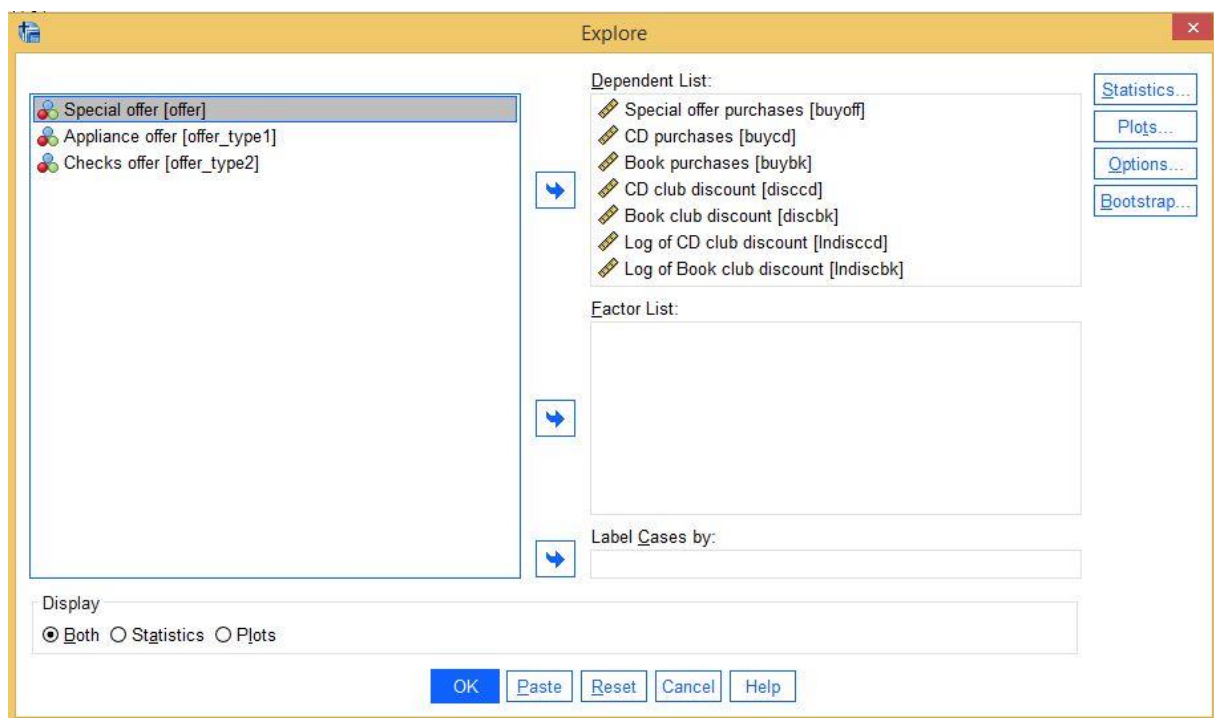 Explore
Special offer [offer]
Appliance offer [offer_type1]
Checks offer [offer_type2]
Dependent List:
Special offer purchases [buyoff]
CD purchases [buycd]
Book purchases [buybk]
CD club discount [disccd]
Book club discount [discbk]
Log of CD club discount [lndisccd]
Log of Book club discount [lndiscbk]
Factor List:
Label Cases by:
Statistics...
Plots...
Options...
Bootstrap...
Display
Both Statistics Plots
OK Paste Reset Cancel Help